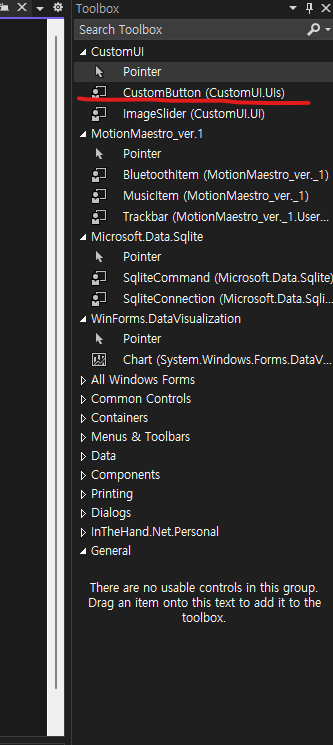 Toolbox
Search Toolbox
CustomUI
Pointer
CustomButton (CustomUI.UIs)
ImageSlider (CustomUI.UI)
MotionMaestro_ver.1
Pointer
BluetoothItem (MotionMaestro_ver._1)
MusicItem (MotionMaestro_ver._1)
Trackbar (MotionMaestro_ver._1.User...
Microsoft.Data.Sqlite
Pointer
SqliteCommand (Microsoft.Data.Sqlite)
SqliteConnection (Microsoft.Data.Sqli...
WinForms.DataVisualization
Pointer
Chart (System.Windows.Forms.DataV...
All Windows Forms
Common Controls
Containers
Menus & Toolbars
Data
Components
Printing
Dialogs
InTheHand.Net.Personal
General
There are no usable controls in this group.
Drag an item onto this text to add it to the
toolbox.